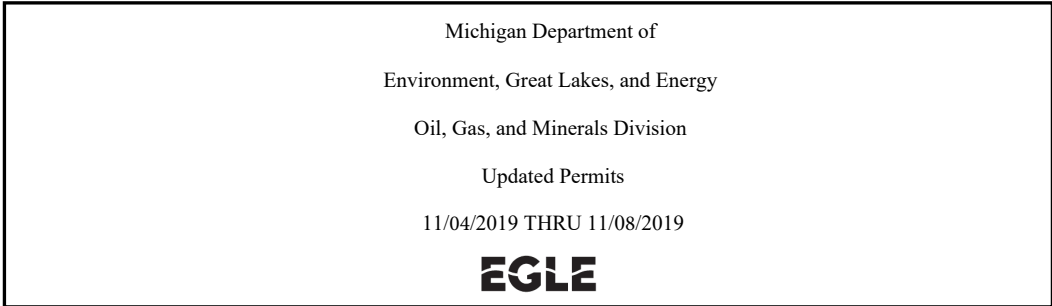 Michigan Department of
Environment, Great Lakes, and Energy
Oil, Gas, and Minerals Division
Updated Permits
11/04/2019 THRU 11/08/2019
EGLE